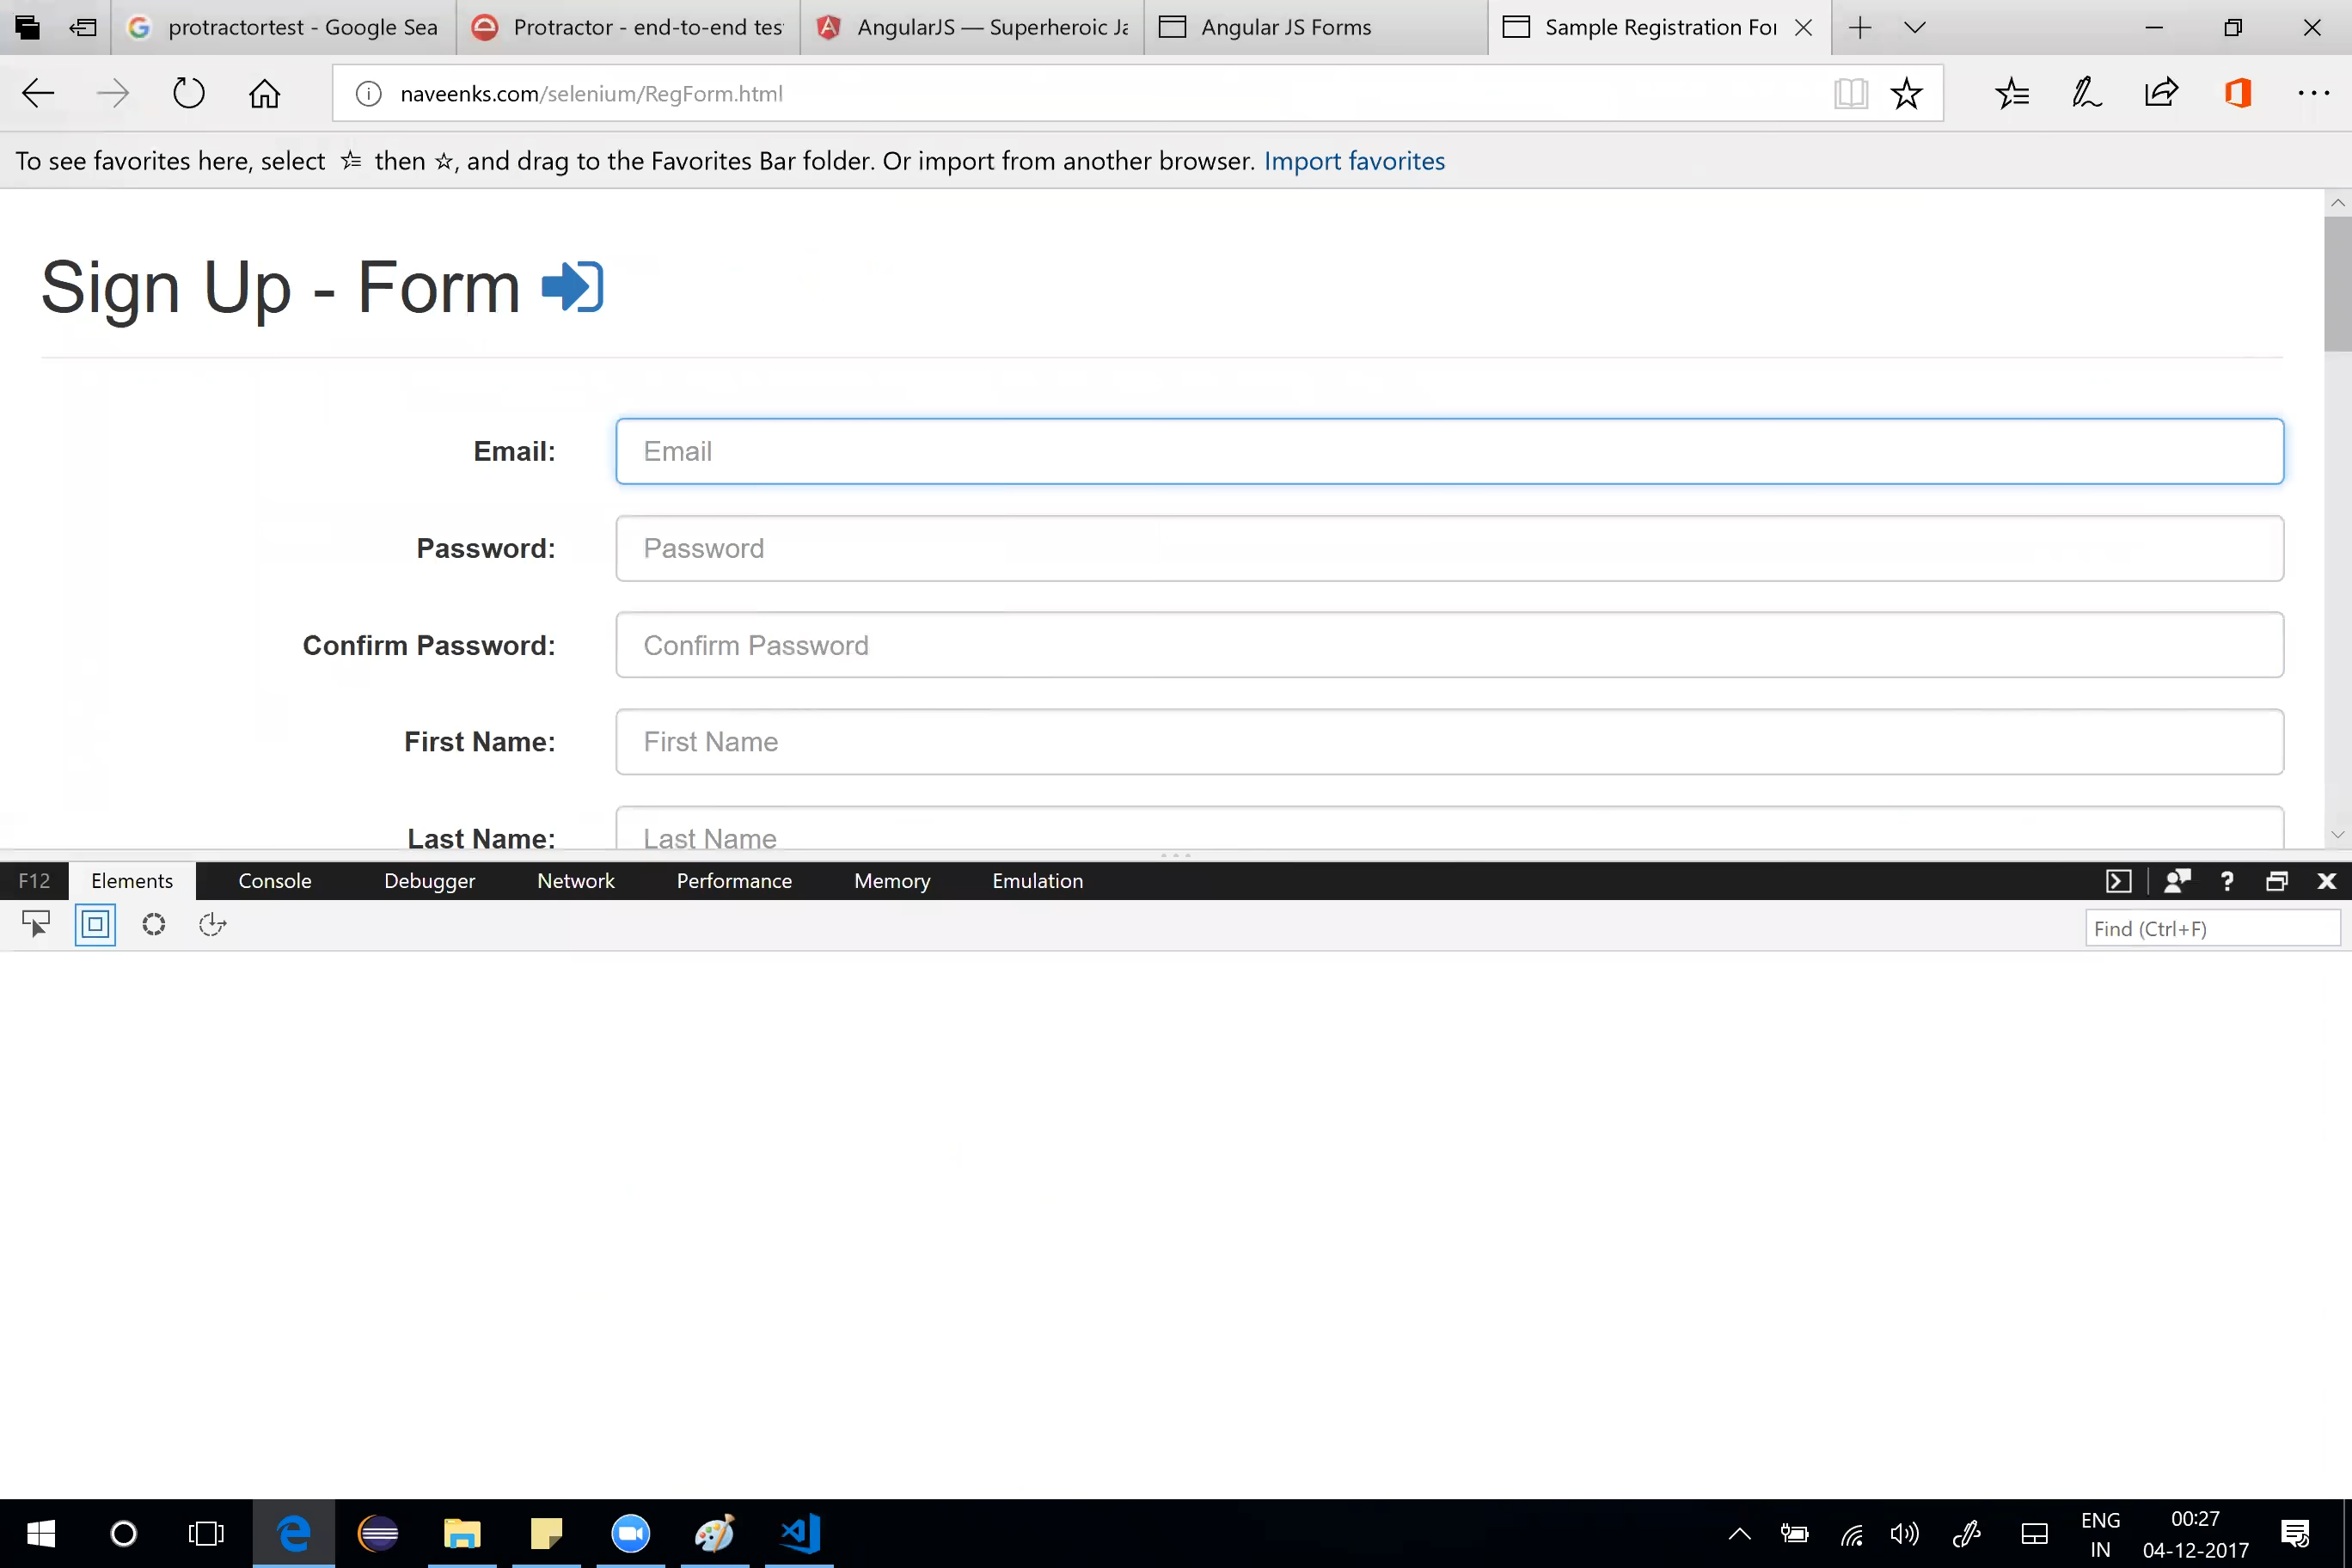 protractortest - Google Sea
Protractor - end-to-end tes
AngularJS — Superheroic Ja
Angular JS Forms
Sample Registration For
naveenks.com/selenium/RegForm.html
To see favorites here, select then ☆, and drag to the Favorites Bar folder. Or import from another browser. Import favorites
Sign Up - Form
Email: Email
Password: Password
Confirm Password: Confirm Password
First Name: First Name
Last Name: Last Name
F12 Elements Console Debugger Network Performance Memory Emulation
Find (Ctrl+F)
ENG 00:27
IN 04-12-2017